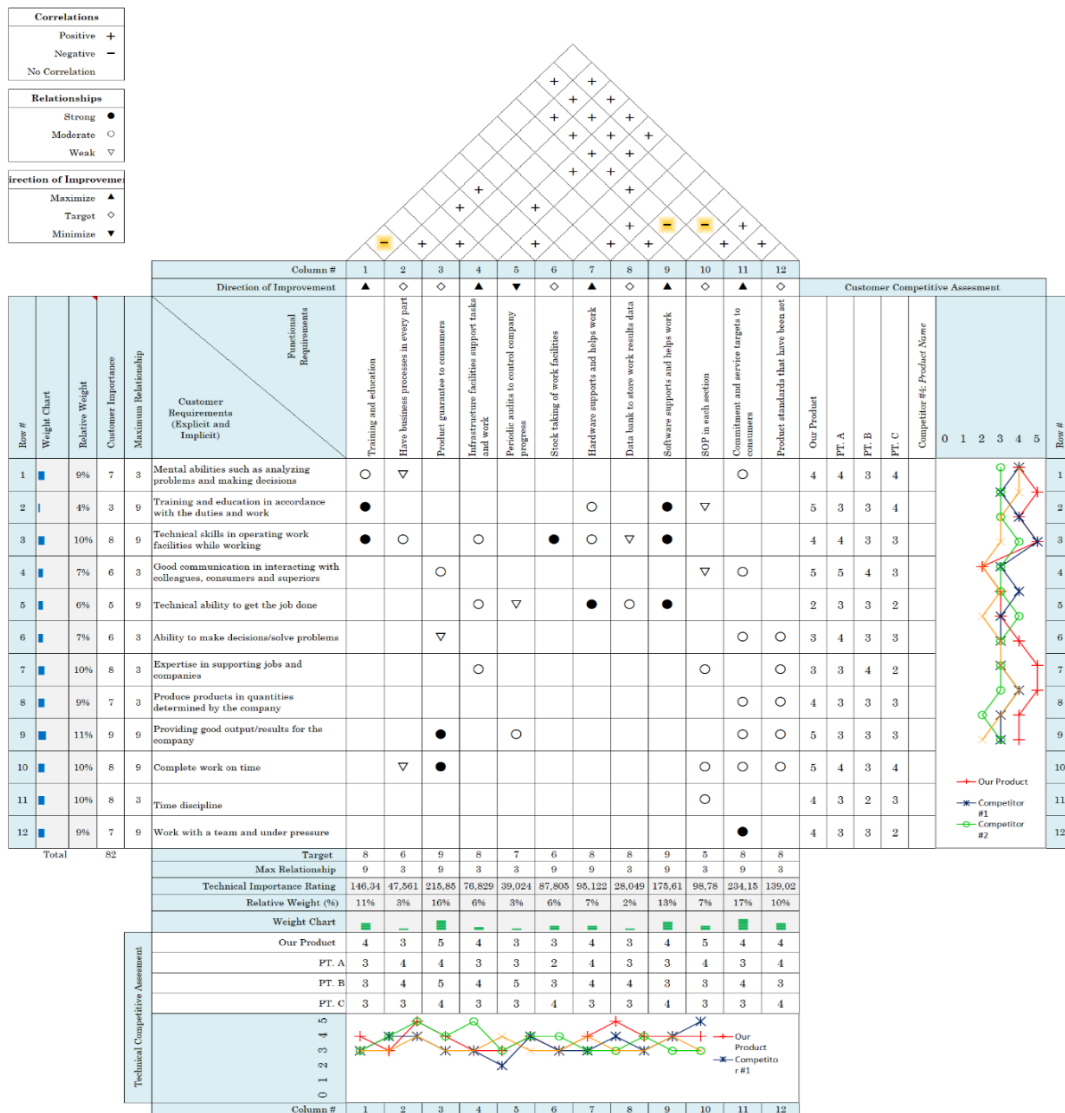 Correlations
Positive +
Negative −
No Correlation
Relationships
Strong ●
Moderate ○
Weak ▽
irection of Improvemen
Maximize ▲
Target ◇
Minimize ▼
Column # 1 2 3 4 5 6 7 8 9 10 11 12
Direction of Improvement ▲ ◇ ◇ ▲ ▼ ◇ ▲ ◇ ▲ ◇ ▲ ◇
Customer Competitive Assesment
Row #
Weight Chart
Relative Weight
Customer Importance
Maximum Relationship
Customer
Requirements
(Explicit and
Implicit)
Functional
Requirements
Training and education
Have business processes in every part
Product guarantee to consumers
Infrastructure facilities support tasks
and work
Periodic audits to control company
progress
Stock taking of work facilities
Hardware supports and helps work
Data bank to store work results data
Software supports and helps work
SOP in each section
Commitment and service targets to
consumers
Product standards that have been set
Our Product
PT. A
PT. B
PT. C
Competitor #4: Product Name
0 1 2 3 4 5
Row #
1 9% 7 3 Mental abilities such as analyzing
problems and making decisions ○ ▽ ○ 4 4 3 4 1
2 4% 3 9 Training and education in accordance
with the duties and work ● ○ ● ▽ 5 3 3 4 2
3 10% 8 9 Technical skills in operating work
facilities while working ● ○ ○ ● ○ ▽ ● 4 4 3 3 3
4 7% 6 3 Good communication in interacting with
colleagues, consumers and superiors ○ ▽ ○ 5 5 4 3 4
5 6% 5 9 Technical ability to get the job done ○ ▽ ● ○ ● 2 3 3 2 5
6 7% 6 3 Ability to make decisions/solve problems ▽ ○ ○ 3 4 3 3 6
7 10% 8 3 Expertise in supporting jobs and
companies ○ ○ ○ 3 3 4 2 7
8 9% 7 3 Produce products in quantities
determined by the company ○ ○ 4 3 3 3 8
9 11% 9 9 Providing good output/results for the
company ● ○ ○ ○ 5 3 3 3 9
10 10% 8 9 Complete work on time ▽ ● ○ ○ ○ 5 4 3 4 10
11 10% 8 3 Time discipline ○ 4 3 2 3 11
12 9% 7 9 Work with a team and under pressure ● 4 3 3 2 12
Our Product
Competitor
#1
Competitor
#2
Total 82
Target 8 6 9 8 7 6 8 8 9 5 8 8
Max Relationship 9 3 9 3 3 9 9 3 9 3 9 3
Technical Importance Rating 146,34 47,561 215,85 76,829 39,024 87,805 95,122 28,049 175,61 98,78 234,15 139,02
Relative Weight (%) 11% 3% 16% 6% 3% 6% 7% 2% 13% 7% 17% 10%
Weight Chart
Technical Competitive Assesment
Our Product 4 3 5 4 3 3 4 3 4 5 4 4
PT. A 3 4 4 3 3 2 4 3 3 4 3 4
PT. B 3 4 5 4 5 3 4 4 3 3 4 3
PT. C 3 3 4 3 3 4 3 3 4 3 3 4
0 1 2 3 4 5
Our
Product
Competito
r #1
Column # 1 2 3 4 5 6 7 8 9 10 11 12